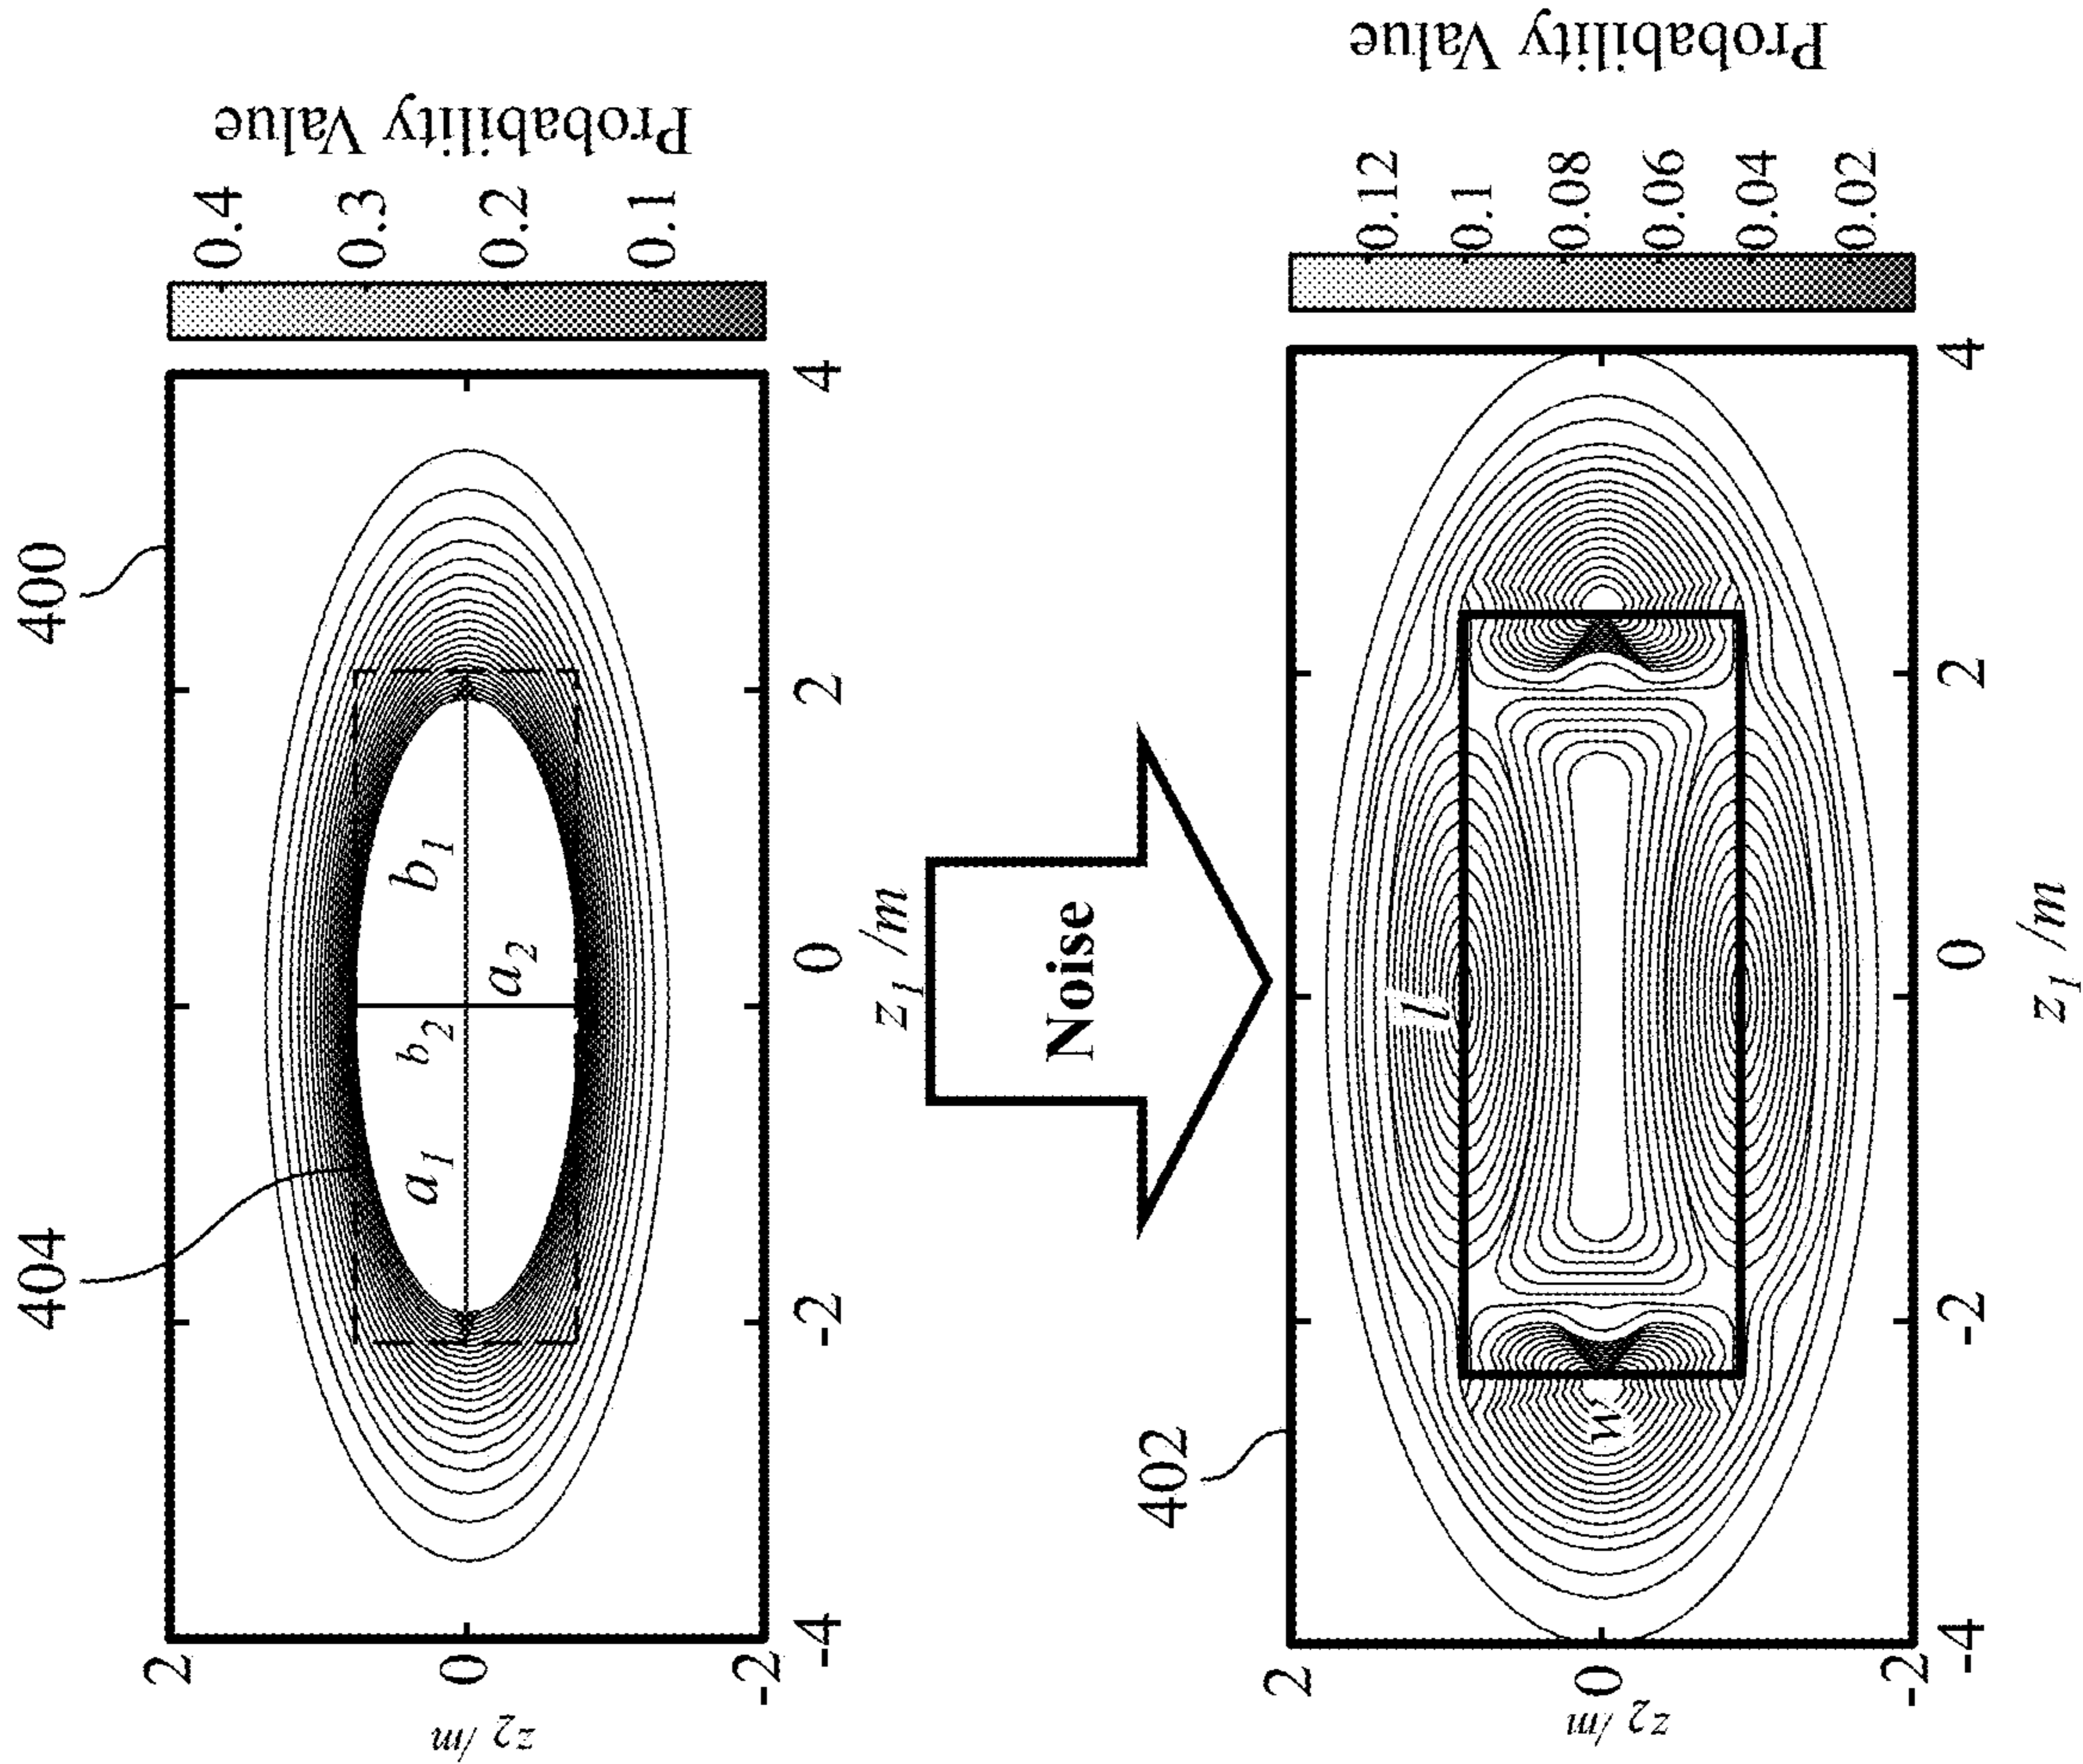 404
400
2
0
-2
z₂ /m
a₁
b₂
b₁
a₂
-4 -2 0 2 4
z₁ /m
0.4
0.3
0.2
0.1
Probability Value
Noise
402
2
0
-2
z₂ /m
l
w
-4 -2 0 2 4
z₁ /m
0.12
0.1
0.08
0.06
0.04
0.02
Probability Value